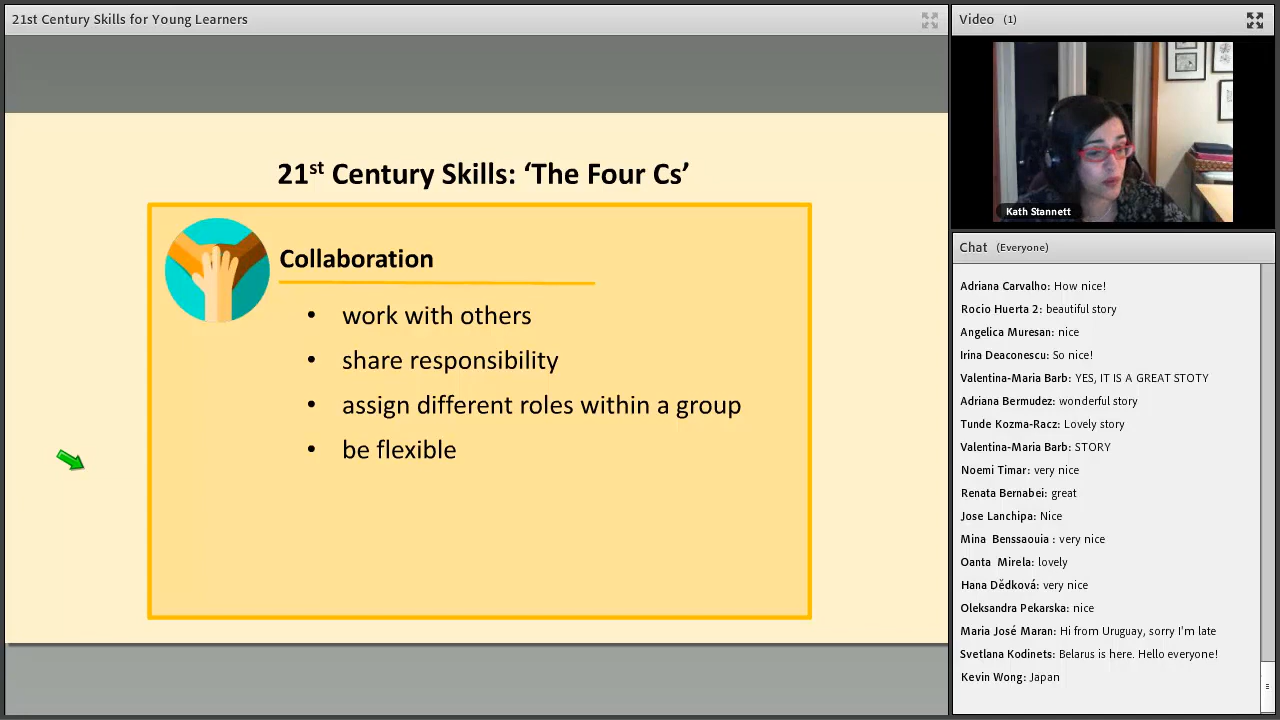 21st Century Skills for Young Learners
21st Century Skills: ‘The Four Cs’
Collaboration
• work with others
• share responsibility
• assign different roles within a group
• be flexible
Video (1)
Kath Stannett
Chat (Everyone)
Adriana Carvalho: How nice!
Rocio Huerta 2: beautiful story
Angelica Muresan: nice
Irina Deaconescu: So nice!
Valentina-Maria Barb: YES, IT IS A GREAT STOTY
Adriana Bermudez: wonderful story
Tunde Kozma-Racz: Lovely story
Valentina-Maria Barb: STORY
Noemi Timar: very nice
Renata Bernabei: great
Jose Lanchipa: Nice
Mina Benssaouia : very nice
Oanta Mirela: lovely
Hana Dědková: very nice
Oleksandra Pekarska: nice
Maria José Maran: Hi from Uruguay, sorry I'm late
Svetlana Kodinets: Belarus is here. Hello everyone!
Kevin Wong: Japan